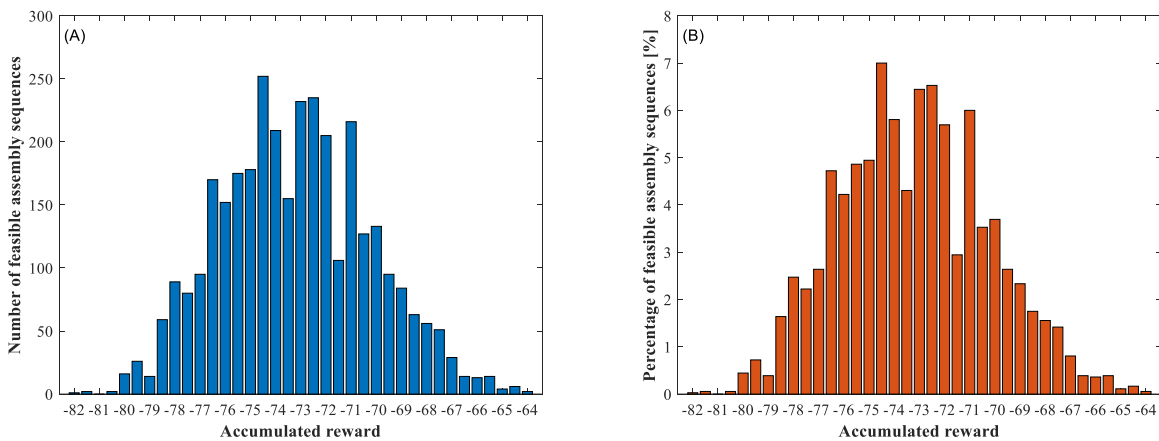 (A)
Number of feasible assembly sequences
300
250
200
150
100
50
0
-82 -81 -80 -79 -78 -77 -76 -75 -74 -73 -72 -71 -70 -69 -68 -67 -66 -65 -64
Accumulated reward
(B)
Percentage of feasible assembly sequences [%]
8
7
6
5
4
3
2
1
0
-82 -81 -80 -79 -78 -77 -76 -75 -74 -73 -72 -71 -70 -69 -68 -67 -66 -65 -64
Accumulated reward